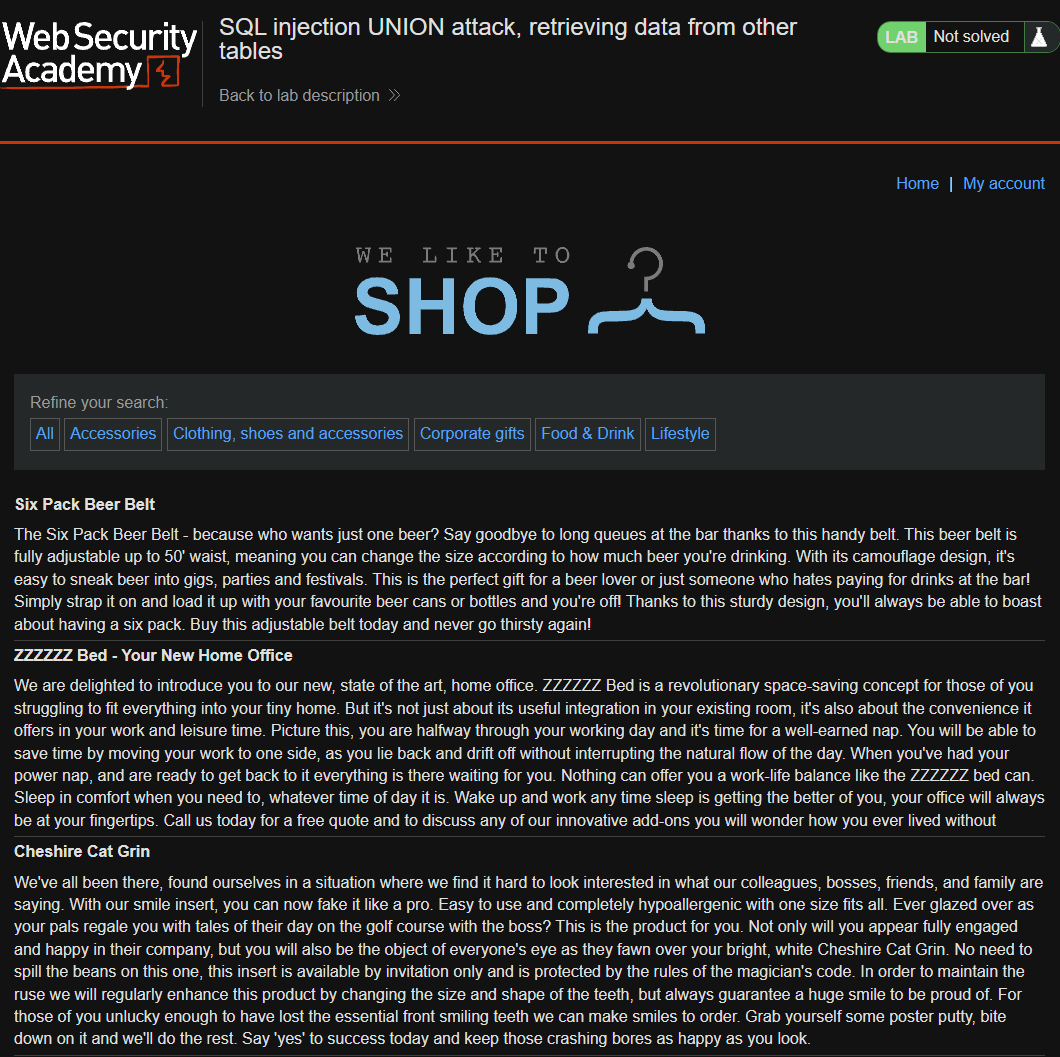 Web Security
Academy
SQL injection UNION attack, retrieving data from other
tables
Back to lab description
LAB Not solved
Home | My account
WE LIKE TO
SHOP
Refine your search:
All Accessories Clothing, shoes and accessories Corporate gifts Food & Drink Lifestyle
Six Pack Beer Belt
The Six Pack Beer Belt - because who wants just one beer? Say goodbye to long queues at the bar thanks to this handy belt. This beer belt is
fully adjustable up to 50' waist, meaning you can change the size according to how much beer you're drinking. With its camouflage design, it's
easy to sneak beer into gigs, parties and festivals. This is the perfect gift for a beer lover or just someone who hates paying for drinks at the bar!
Simply strap it on and load it up with your favourite beer cans or bottles and you're off! Thanks to this sturdy design, you'll always be able to boast
about having a six pack. Buy this adjustable belt today and never go thirsty again!
ZZZZZZ Bed - Your New Home Office
We are delighted to introduce you to our new, state of the art, home office. ZZZZZZ Bed is a revolutionary space-saving concept for those of you
struggling to fit everything into your tiny home. But it's not just about its useful integration in your existing room, it's also about the convenience it
offers in your work and leisure time. Picture this, you are halfway through your working day and it's time for a well-earned nap. You will be able to
save time by moving your work to one side, as you lie back and drift off without interrupting the natural flow of the day. When you've had your
power nap, and are ready to get back to it everything is there waiting for you. Nothing can offer you a work-life balance like the ZZZZZZ bed can.
Sleep in comfort when you need to, whatever time of day it is. Wake up and work any time sleep is getting the better of you, your office will always
be at your fingertips. Call us today for a free quote and to discuss any of our innovative add-ons you will wonder how you ever lived without
Cheshire Cat Grin
We've all been there, found ourselves in a situation where we find it hard to look interested in what our colleagues, bosses, friends, and family are
saying. With our smile insert, you can now fake it like a pro. Easy to use and completely hypoallergenic with one size fits all. Ever glazed over as
your pals regale you with tales of their day on the golf course with the boss? This is the product for you. Not only will you appear fully engaged
and happy in their company, but you will also be the object of everyone's eye as they fawn over your bright, white Cheshire Cat Grin. No need to
spill the beans on this one, this insert is available by invitation only and is protected by the rules of the magician's code. In order to maintain the
ruse we will regularly enhance this product by changing the size and shape of the teeth, but always guarantee a huge smile to be proud of. For
those of you unlucky enough to have lost the essential front smiling teeth we can make smiles to order. Grab yourself some poster putty, bite
down on it and we'll do the rest. Say 'yes' to success today and keep those crashing bores as happy as you look.